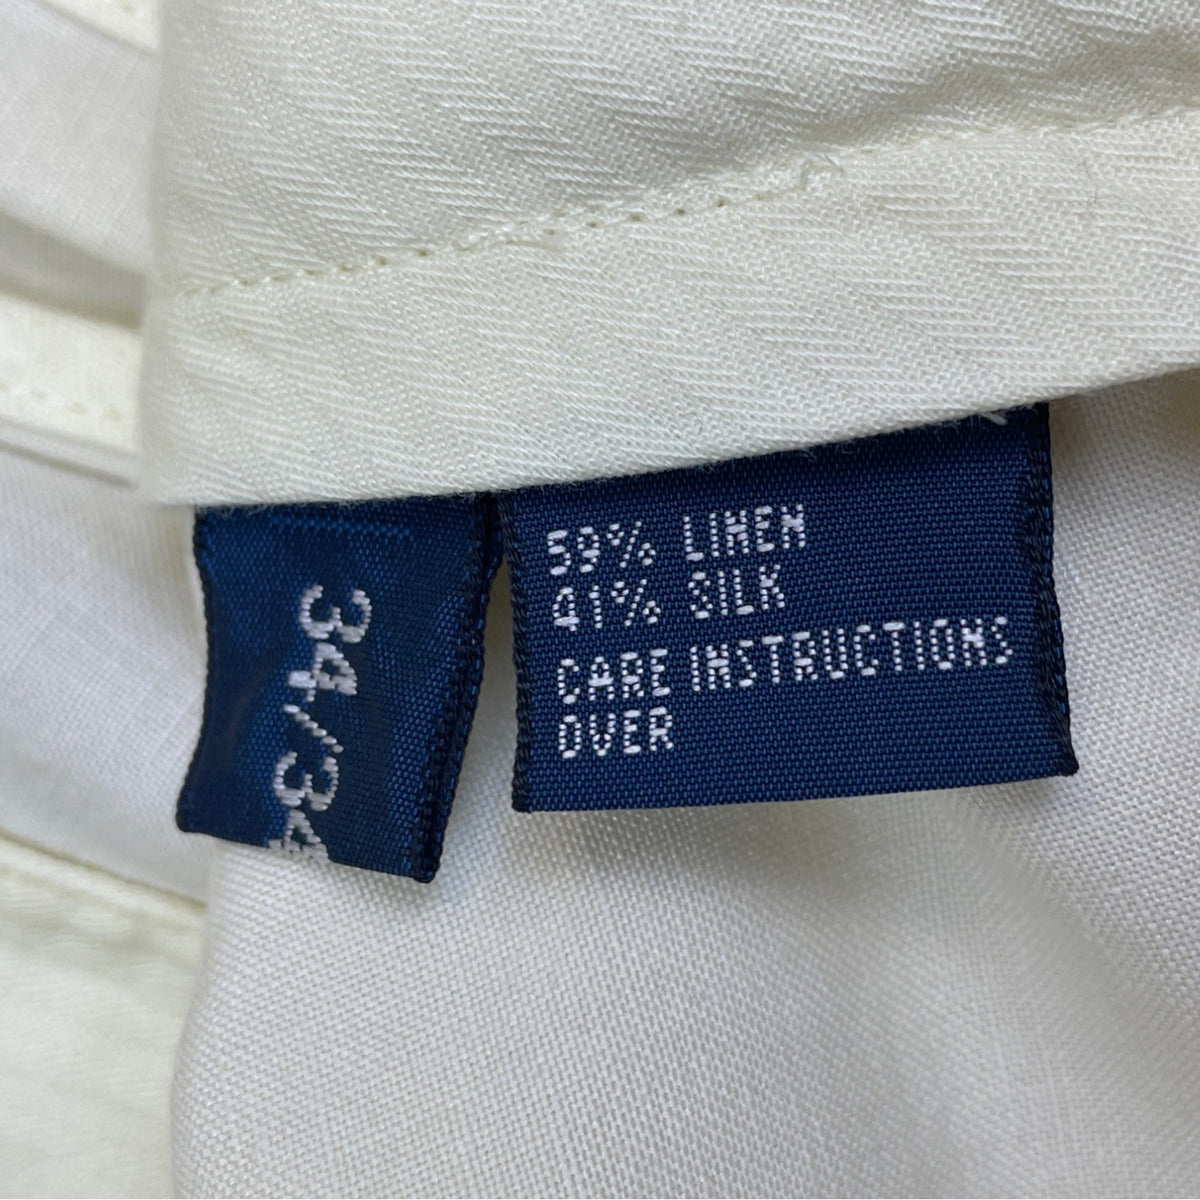 34/34
59% LINEN
41% SILK
CARE INSTRUCTIONS
OVER